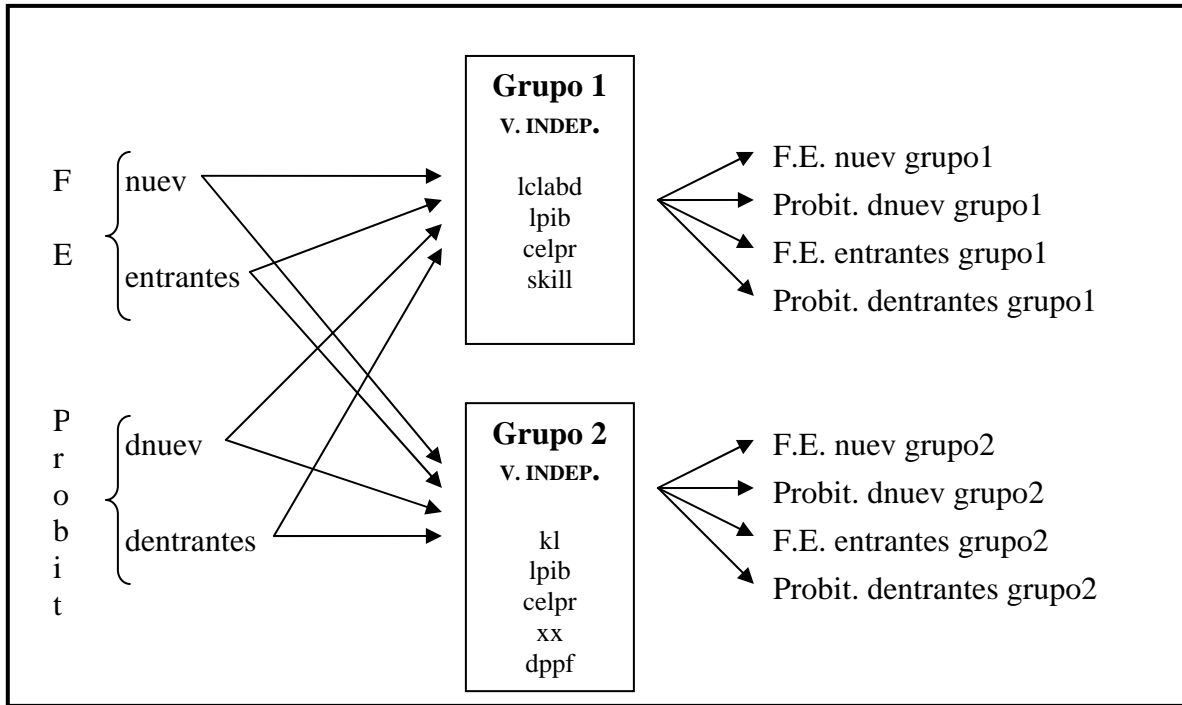 F
E
nuev
entrantes
P
r
o
b
i
t
dnuev
dentrantes
Grupo 1
V. INDEP.
lclabd
lpib
celpr
skill
Grupo 2
V. INDEP.
kl
lpib
celpr
xx
dppf
F.E. nuev grupo1
Probit. dnuev grupo1
F.E. entrantes grupo1
Probit. dentrantes grupo1
F.E. nuev grupo2
Probit. dnuev grupo2
F.E. entrantes grupo2
Probit. dentrantes grupo2